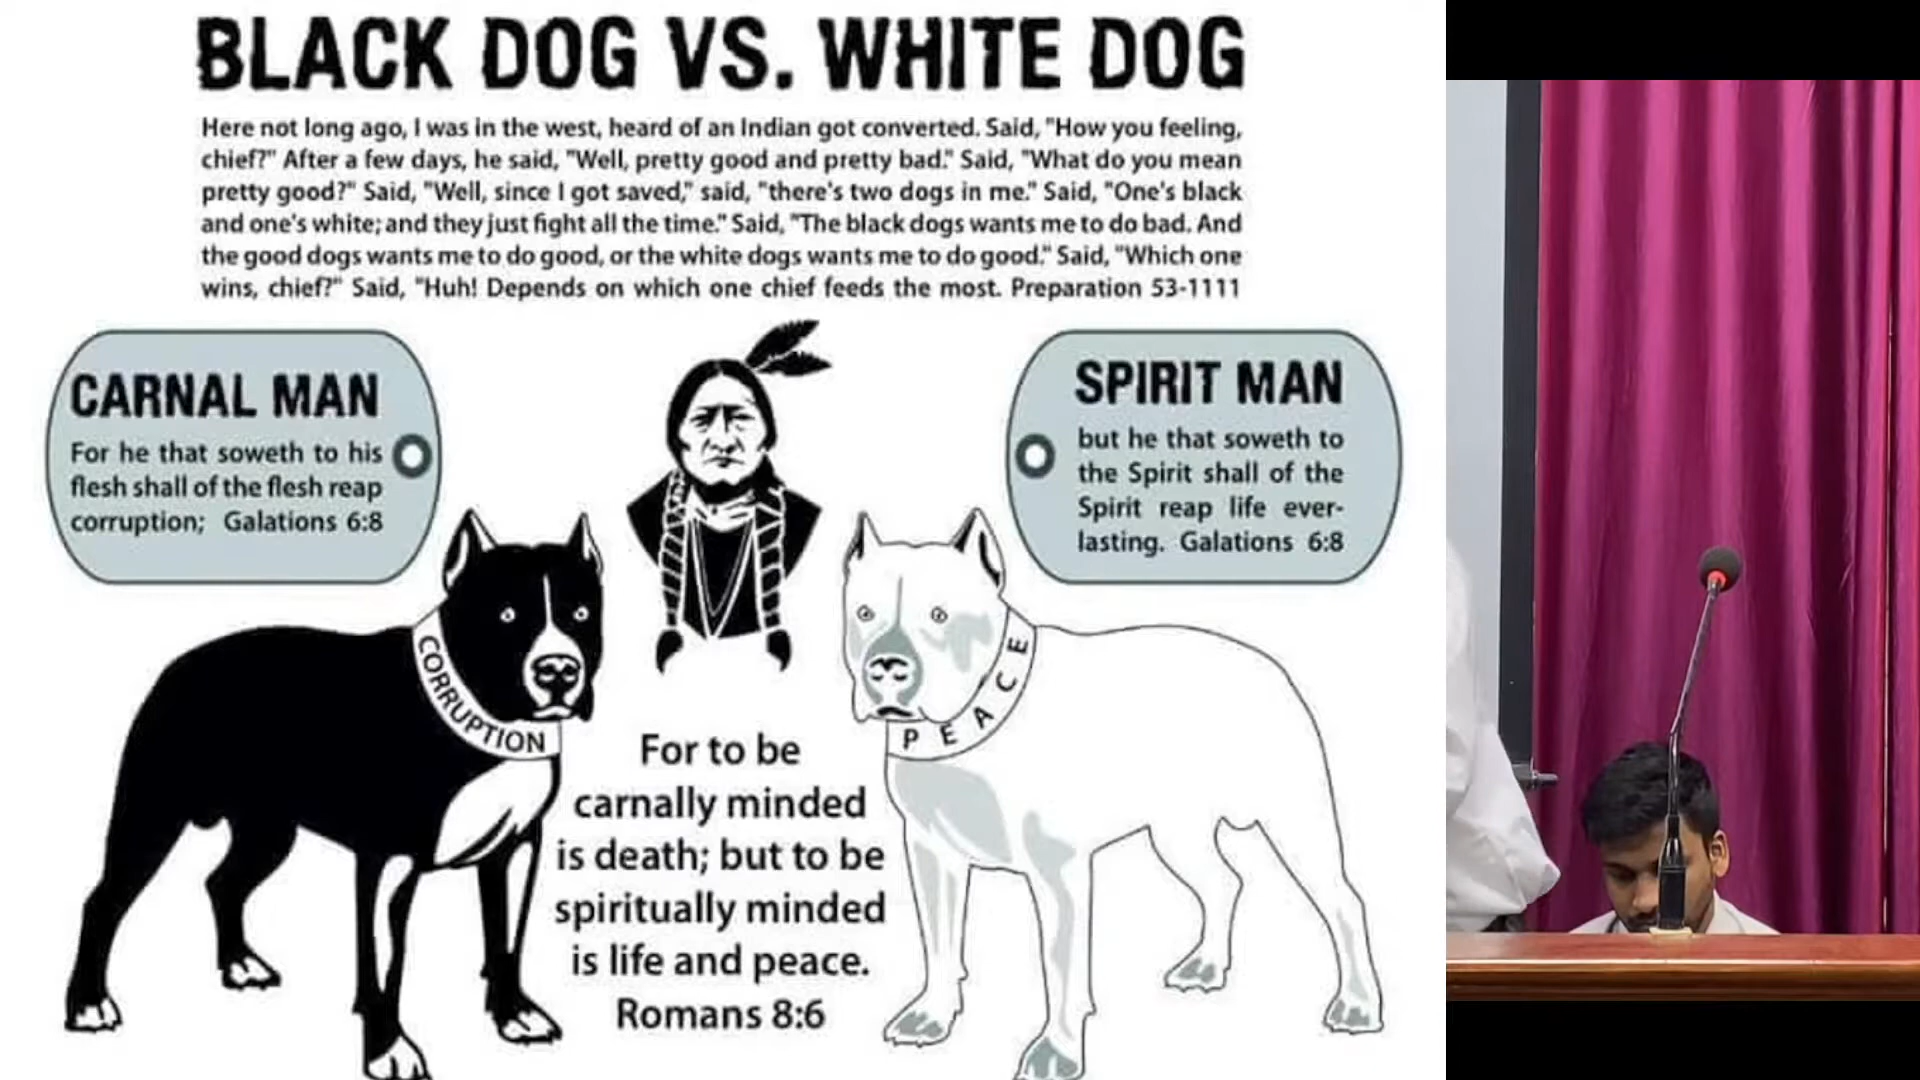 BLACK DOG VS. WHITE DOG
Here not long ago, I was in the west, heard of an Indian got converted. Said, "How you feeling,
chief?" After a few days, he said, "Well, pretty good and pretty bad." Said, "What do you mean
pretty good?" Said, "Well, since I got saved," said, "there's two dogs in me." Said, "One's black
and one's white; and they just fight all the time." Said, "The black dogs wants me to do bad. And
the good dogs wants me to do good, or the white dogs wants me to do good." Said, "Which one
wins, chief?" Said, "Huh! Depends on which one chief feeds the most. Preparation 53-1111
CARNAL MAN
For he that soweth to his
flesh shall of the flesh reap
corruption; Galations 6:8
SPIRIT MAN
but he that soweth to
the Spirit shall of the
Spirit reap life ever-
lasting. Galations 6:8
CORRUPTION
PEACE
For to be
carnally minded
is death; but to be
spiritually minded
is life and peace.
Romans 8:6